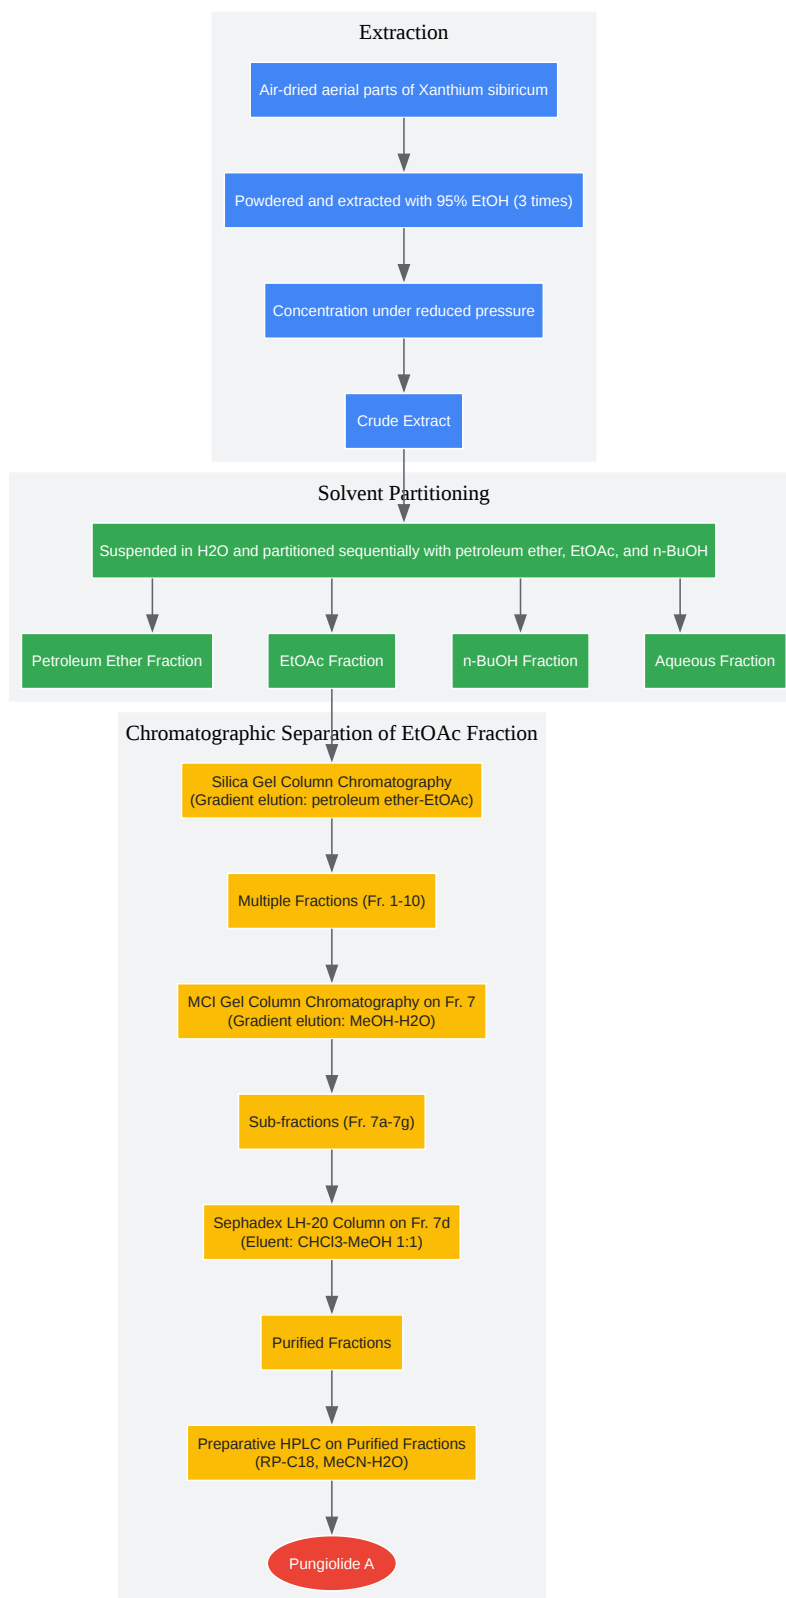 Extraction
Air-dried aerial parts of Xanthium sibiricum
Powdered and extracted with 95% EtOH (3 times)
Concentration under reduced pressure
Crude Extract
Solvent Partitioning
Suspended in H2O and partitioned sequentially with petroleum ether, EtOAc, and n-BuOH
Petroleum Ether Fraction
EtOAc Fraction
n-BuOH Fraction
Aqueous Fraction
Chromatographic Separation of EtOAc Fraction
Silica Gel Column Chromatography
(Gradient elution: petroleum ether-EtOAc)
Multiple Fractions (Fr. 1-10)
MCI Gel Column Chromatography on Fr. 7
(Gradient elution: MeOH-H2O)
Sub-fractions (Fr. 7a-7g)
Sephadex LH-20 Column on Fr. 7d
(Eluent: CHCl3-MeOH 1:1)
Purified Fractions
Preparative HPLC on Purified Fractions
(RP-C18, MeCN-H2O)
Pungiolide A